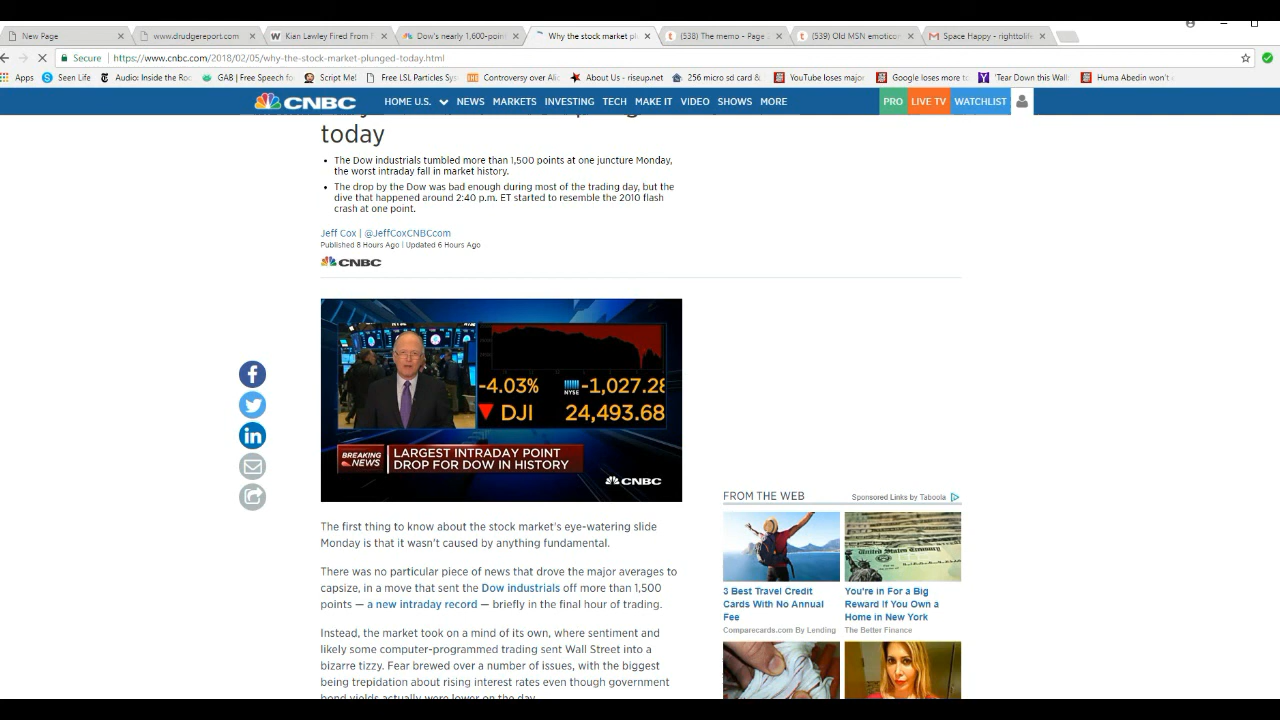 New Page
www.drudgereport.com
Kian Lawley Fired From
Dow's nearly 1,600-poin
Why the stock market pl
(538) The memo - Page
(539) Old MSN emoticon
Space Happy - righttolife
Secure
https://www.cnbc.com/2018/02/05/why-the-stock-market-plunged-today.html
Apps
Seen Life
Audio: Inside the Roc
GAB | Free Speech fo
Script Me!
Free LSL Particles Sys
Controversy over Ali
About Us - riseup.net
256 micro sd card &
YouTube loses major
Google loses more t
'Tear Down this Wall
Huma Abedin won't
CNBC
HOME U.S.
NEWS
MARKETS
INVESTING
TECH
MAKE IT
VIDEO
SHOWS
MORE
PRO
LIVE TV
WATCHLIST
today
• The Dow industrials tumbled more than 1,500 points at one juncture Monday,
the worst intraday fall in market history.
• The drop by the Dow was bad enough during most of the trading day, but the
dive that happened around 2:40 p.m. ET started to resemble the 2010 flash
crash at one point.
Jeff Cox | @JeffCoxCNBCcom
Published 8 Hours Ago | Updated 6 Hours Ago
CNBC
-4.03%
NYSE
-1,027.28
DJI
24,493.68
BREAKING
NEWS
LARGEST INTRADAY POINT
DROP FOR DOW IN HISTORY
CNBC
The first thing to know about the stock market's eye-watering slide
Monday is that it wasn't caused by anything fundamental.
There was no particular piece of news that drove the major averages to
capsize, in a move that sent the Dow industrials off more than 1,500
points — a new intraday record — briefly in the final hour of trading.
Instead, the market took on a mind of its own, where sentiment and
likely some computer-programmed trading sent Wall Street into a
bizarre tizzy. Fear brewed over a number of issues, with the biggest
being trepidation about rising interest rates even though government
bond yields actually were lower on the day.
FROM THE WEB
Sponsored Links by Taboola
United States Treasury
3 Best Travel Credit
Cards With No Annual
Fee
Comparecards.com By Lending
You're in For a Big
Reward If You Own a
Home in New York
The Better Finance